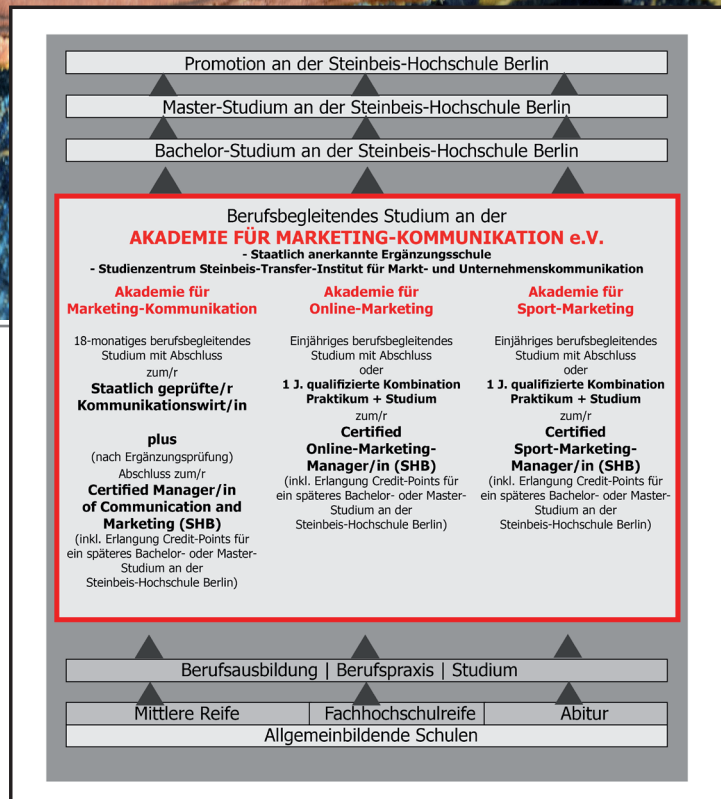 Promotion an der Steinbeis-Hochschule Berlin
Master-Studium an der Steinbeis-Hochschule Berlin
Bachelor-Studium an der Steinbeis-Hochschule Berlin
Berufsbegleitendes Studium an der
AKADEMIE FÜR MARKETING-KOMMUNIKATION e.V.
- Staatlich anerkannte Ergänzungsschule
- Studienzentrum Steinbeis-Transfer-Institut für Markt- und Unternehmenskommunikation
Akademie für
Marketing-Kommunikation
18-monatiges berufsbegleitendes
Studium mit Abschluss
zum/r
Staatlich geprüfte/r
Kommunikationswirt/in
plus
(nach Ergänzungsprüfung)
Abschluss zum/r
Certified Manager/in
of Communication and
Marketing (SHB)
(inkl. Erlangung Credit-Points für
ein späteres Bachelor- oder Master-
Studium an der
Steinbeis-Hochschule Berlin)
Akademie für
Online-Marketing
Einjähriges berufsbegleitendes
Studium mit Abschluss
oder
1 J. qualifizierte Kombination
Praktikum + Studium
zum/r
Certified
Online-Marketing-
Manager/in (SHB)
(inkl. Erlangung Credit-Points für
ein späteres Bachelor- oder Master-
Studium an der
Steinbeis-Hochschule Berlin)
Akademie für
Sport-Marketing
Einjähriges berufsbegleitendes
Studium mit Abschluss
oder
1 J. qualifizierte Kombination
Praktikum + Studium
zum/r
Certified
Sport-Marketing-
Manager/in (SHB)
(inkl. Erlangung Credit-Points für
ein späteres Bachelor- oder Master-
Studium an der
Steinbeis-Hochschule Berlin)
Berufsausbildung | Berufspraxis | Studium
Mittlere Reife | Fachhochschulreife | Abitur
Allgemeinbildende Schulen